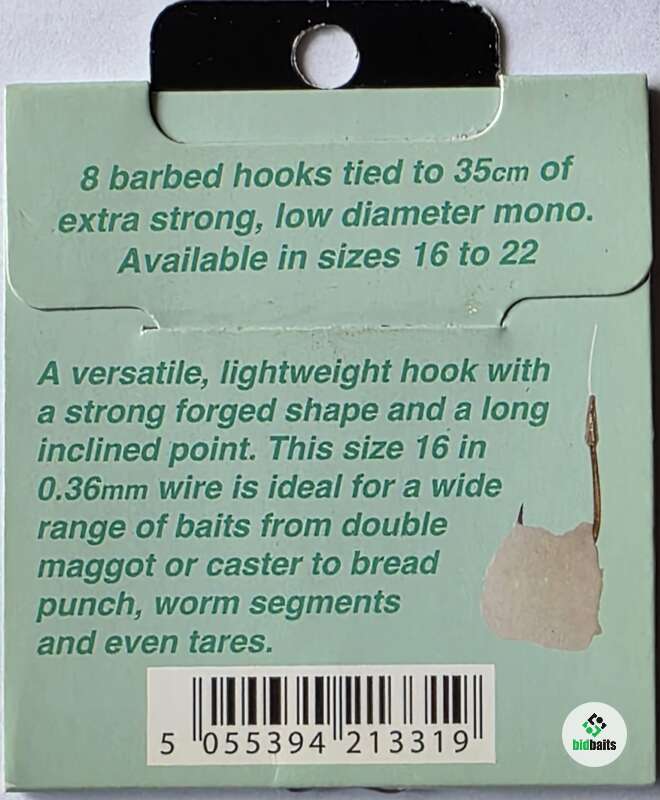 8 barbed hooks tied to 35cm of
extra strong, low diameter mono.
Available in sizes 16 to 22
A versatile, lightweight hook with
a strong forged shape and a long
inclined point. This size 16 in
0.36mm wire is ideal for a wide
range of baits from double
maggot or caster to bread
punch, worm segments
and even tares.
5 055394 213319
bidbaits